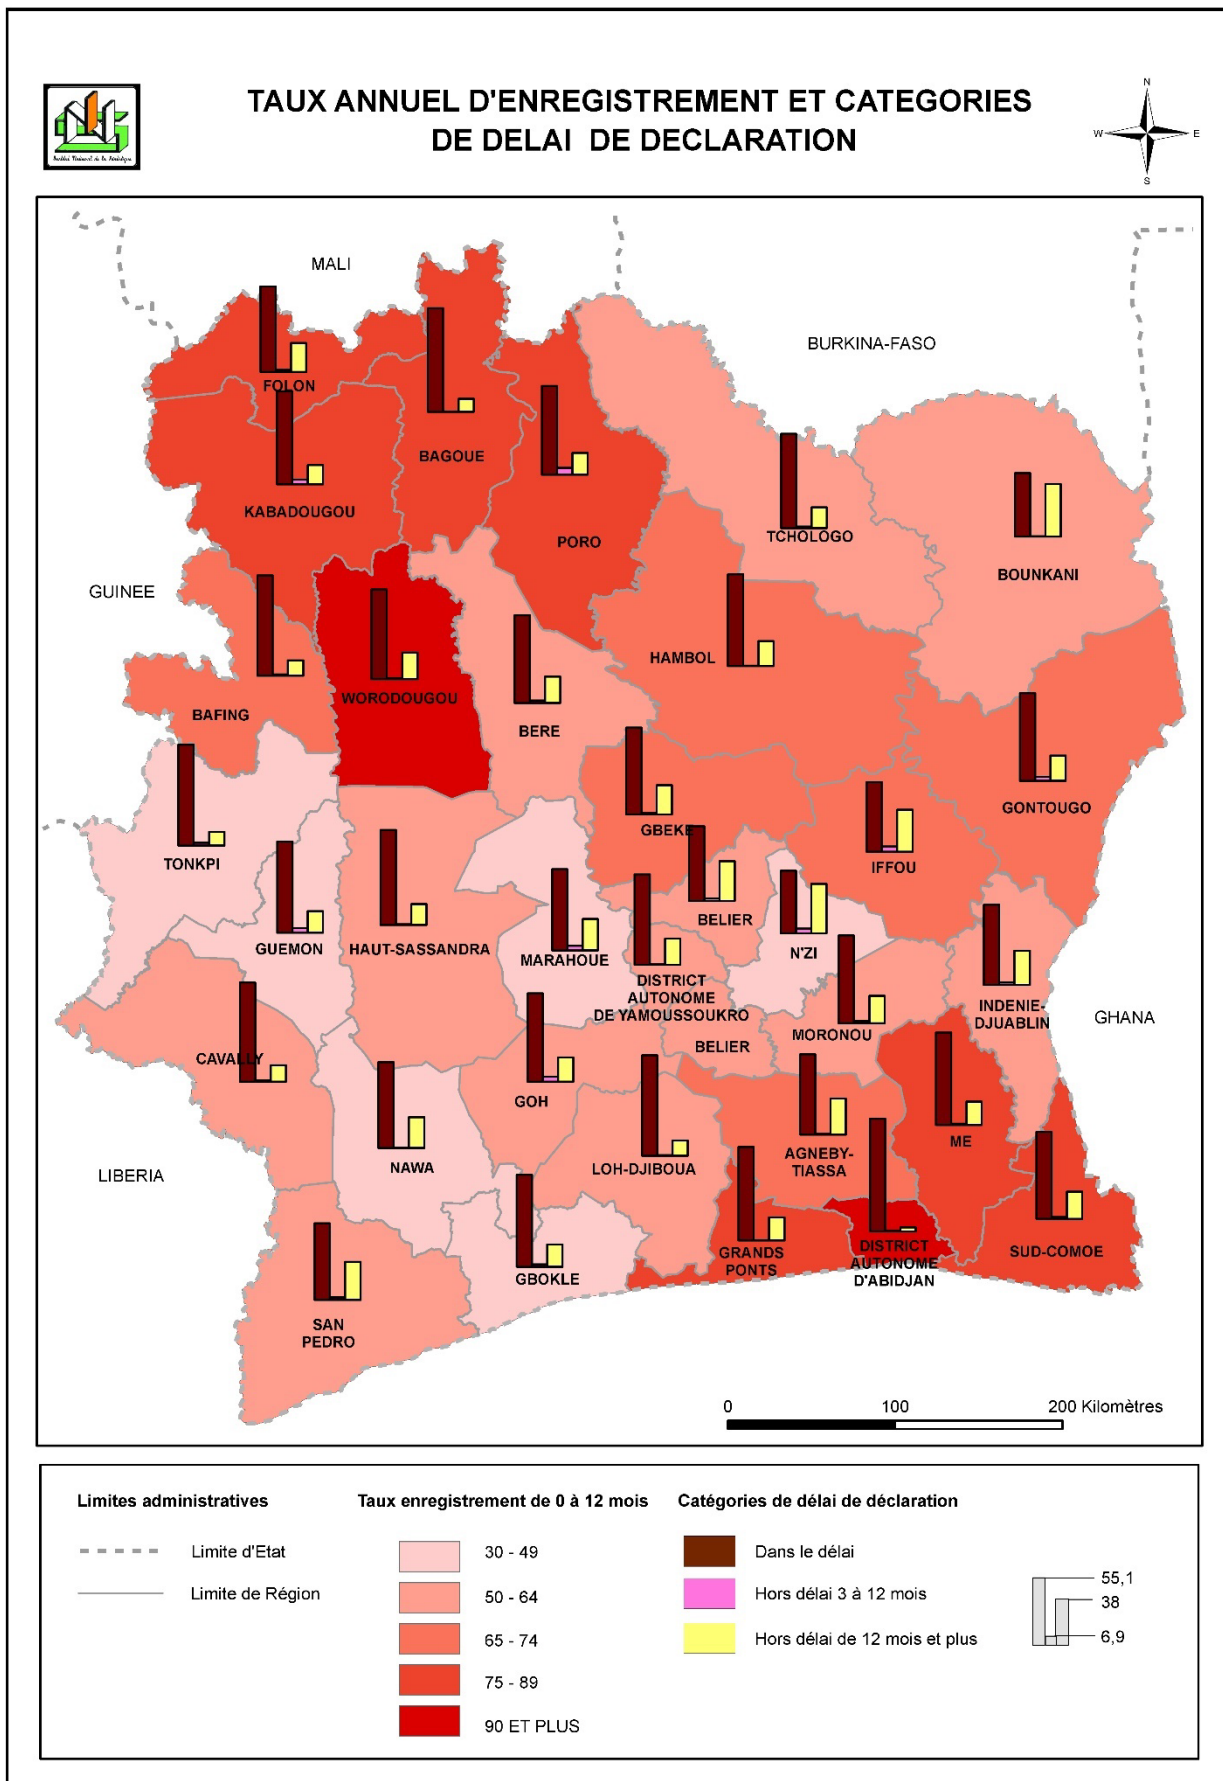 TAUX ANNUEL D'ENREGISTREMENT ET CATEGORIES
DE DELAI DE DECLARATION
N
W
E
S
MALI
BURKINA-FASO
FOLON
BAGOUE
KABADOUGOU
PORO
TCHOLOGO
BOUNKANI
GUINEE
HAMBOL
WORODOUGOU
BAFING
BERE
GONTOUGO
GBEKE
TONKPI
IFFOU
BELIER
GUEMON
HAUT-SASSANDRA
MARAHOUE
N'ZI
DISTRICT
AUTONOME
DE YAMOUSSOUKRO
INDENIE-
DJUABLIN
GHANA
MORONOU
BELIER
CAVALLY
GOH
ME
NAWA
LOH-DJIBOUA
AGNEBY-
TIASSA
LIBERIA
GRANDS
PONTS
DISTRICT
AUTONOME
D'ABIDJAN
SUD-COMOE
GBOKLE
SAN
PEDRO
0 100 200 Kilomètres
Limites administratives
Limite d'Etat
Limite de Région
Taux enregistrement de 0 à 12 mois
30 - 49
50 - 64
65 - 74
75 - 89
90 ET PLUS
Catégories de délai de déclaration
Dans le délai
Hors délai 3 à 12 mois
Hors délai de 12 mois et plus
55,1
38
6,9